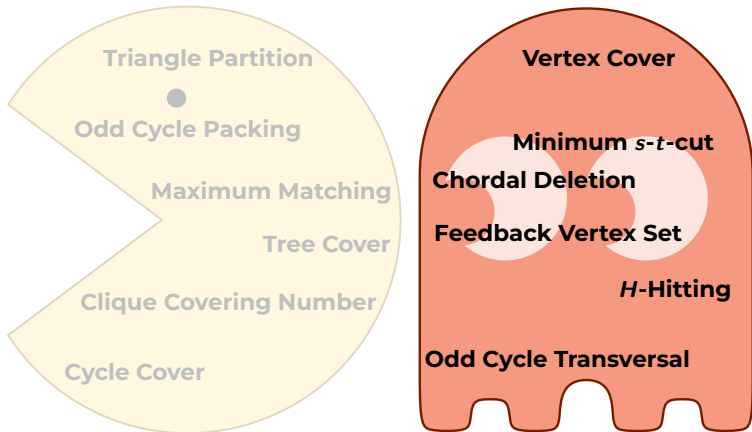 Triangle Partition
Odd Cycle Packing
Maximum Matching
Tree Cover
Clique Covering Number
Cycle Cover
Vertex Cover
Minimum s-t-cut
Chordal Deletion
Feedback Vertex Set
H-Hitting
Odd Cycle Transversal